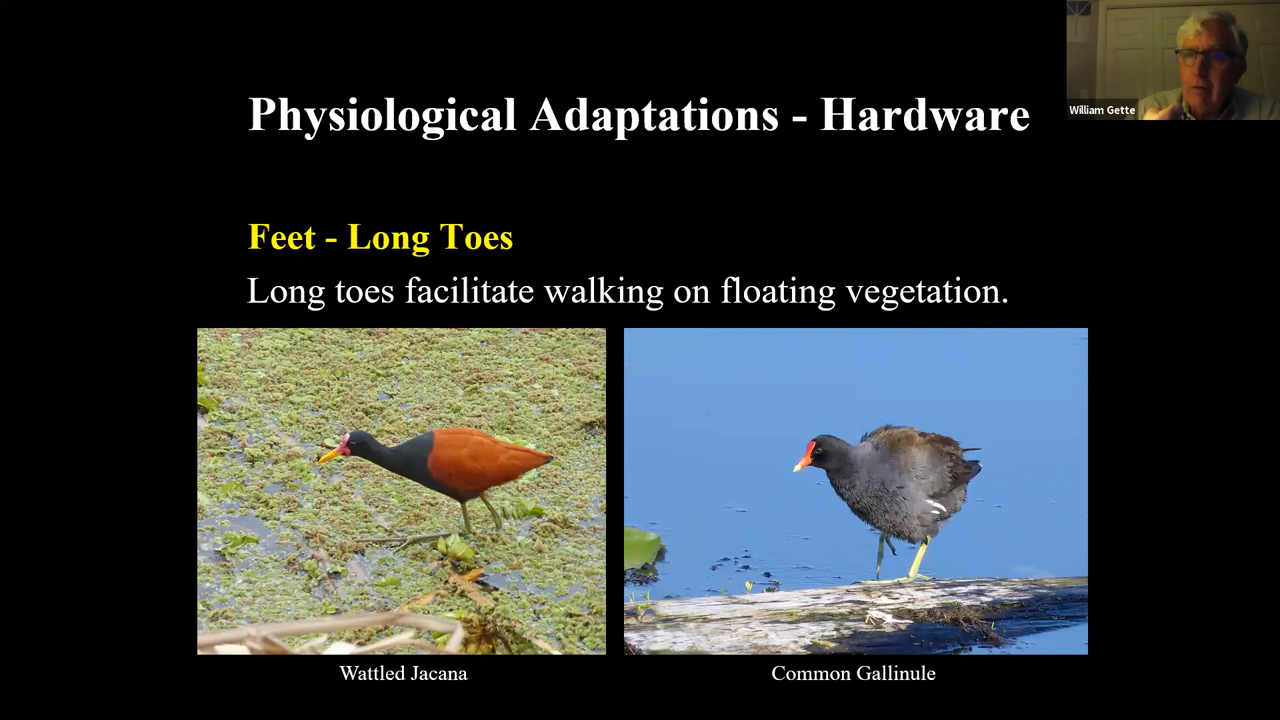 William Gette
Physiological Adaptations - Hardware
Feet - Long Toes
Long toes facilitate walking on floating vegetation.
Wattled Jacana
Common Gallinule